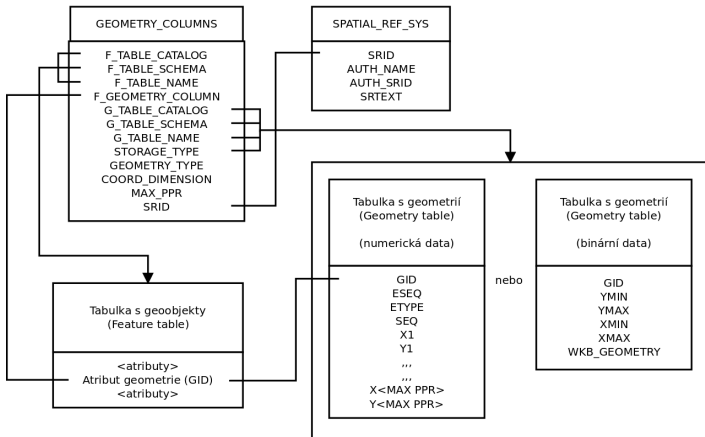 GEOMETRY_COLUMNS
F_TABLE_CATALOG
F_TABLE_SCHEMA
F_TABLE_NAME
F_GEOMETRY_COLUMN
G_TABLE_CATALOG
G_TABLE_SCHEMA
G_TABLE_NAME
STORAGE_TYPE
GEOMETRY_TYPE
COORD_DIMENSION
MAX_PPR
SRID
SPATIAL_REF_SYS
SRID
AUTH_NAME
AUTH_SRID
SRTEXT
Tabulka s geoobjekty
(Feature table)
<atributy>
Atribut geometrie (GID)
<atributy>
Tabulka s geometrií
(Geometry table)
(numerická data)
GID
ESEQ
ETYPE
SEQ
X1
Y1
,,,
,,,
X<MAX PPR>
Y<MAX PPR>
nebo
Tabulka s geometrií
(Geometry table)
(binární data)
GID
YMIN
YMAX
XMIN
XMAX
WKB_GEOMETRY